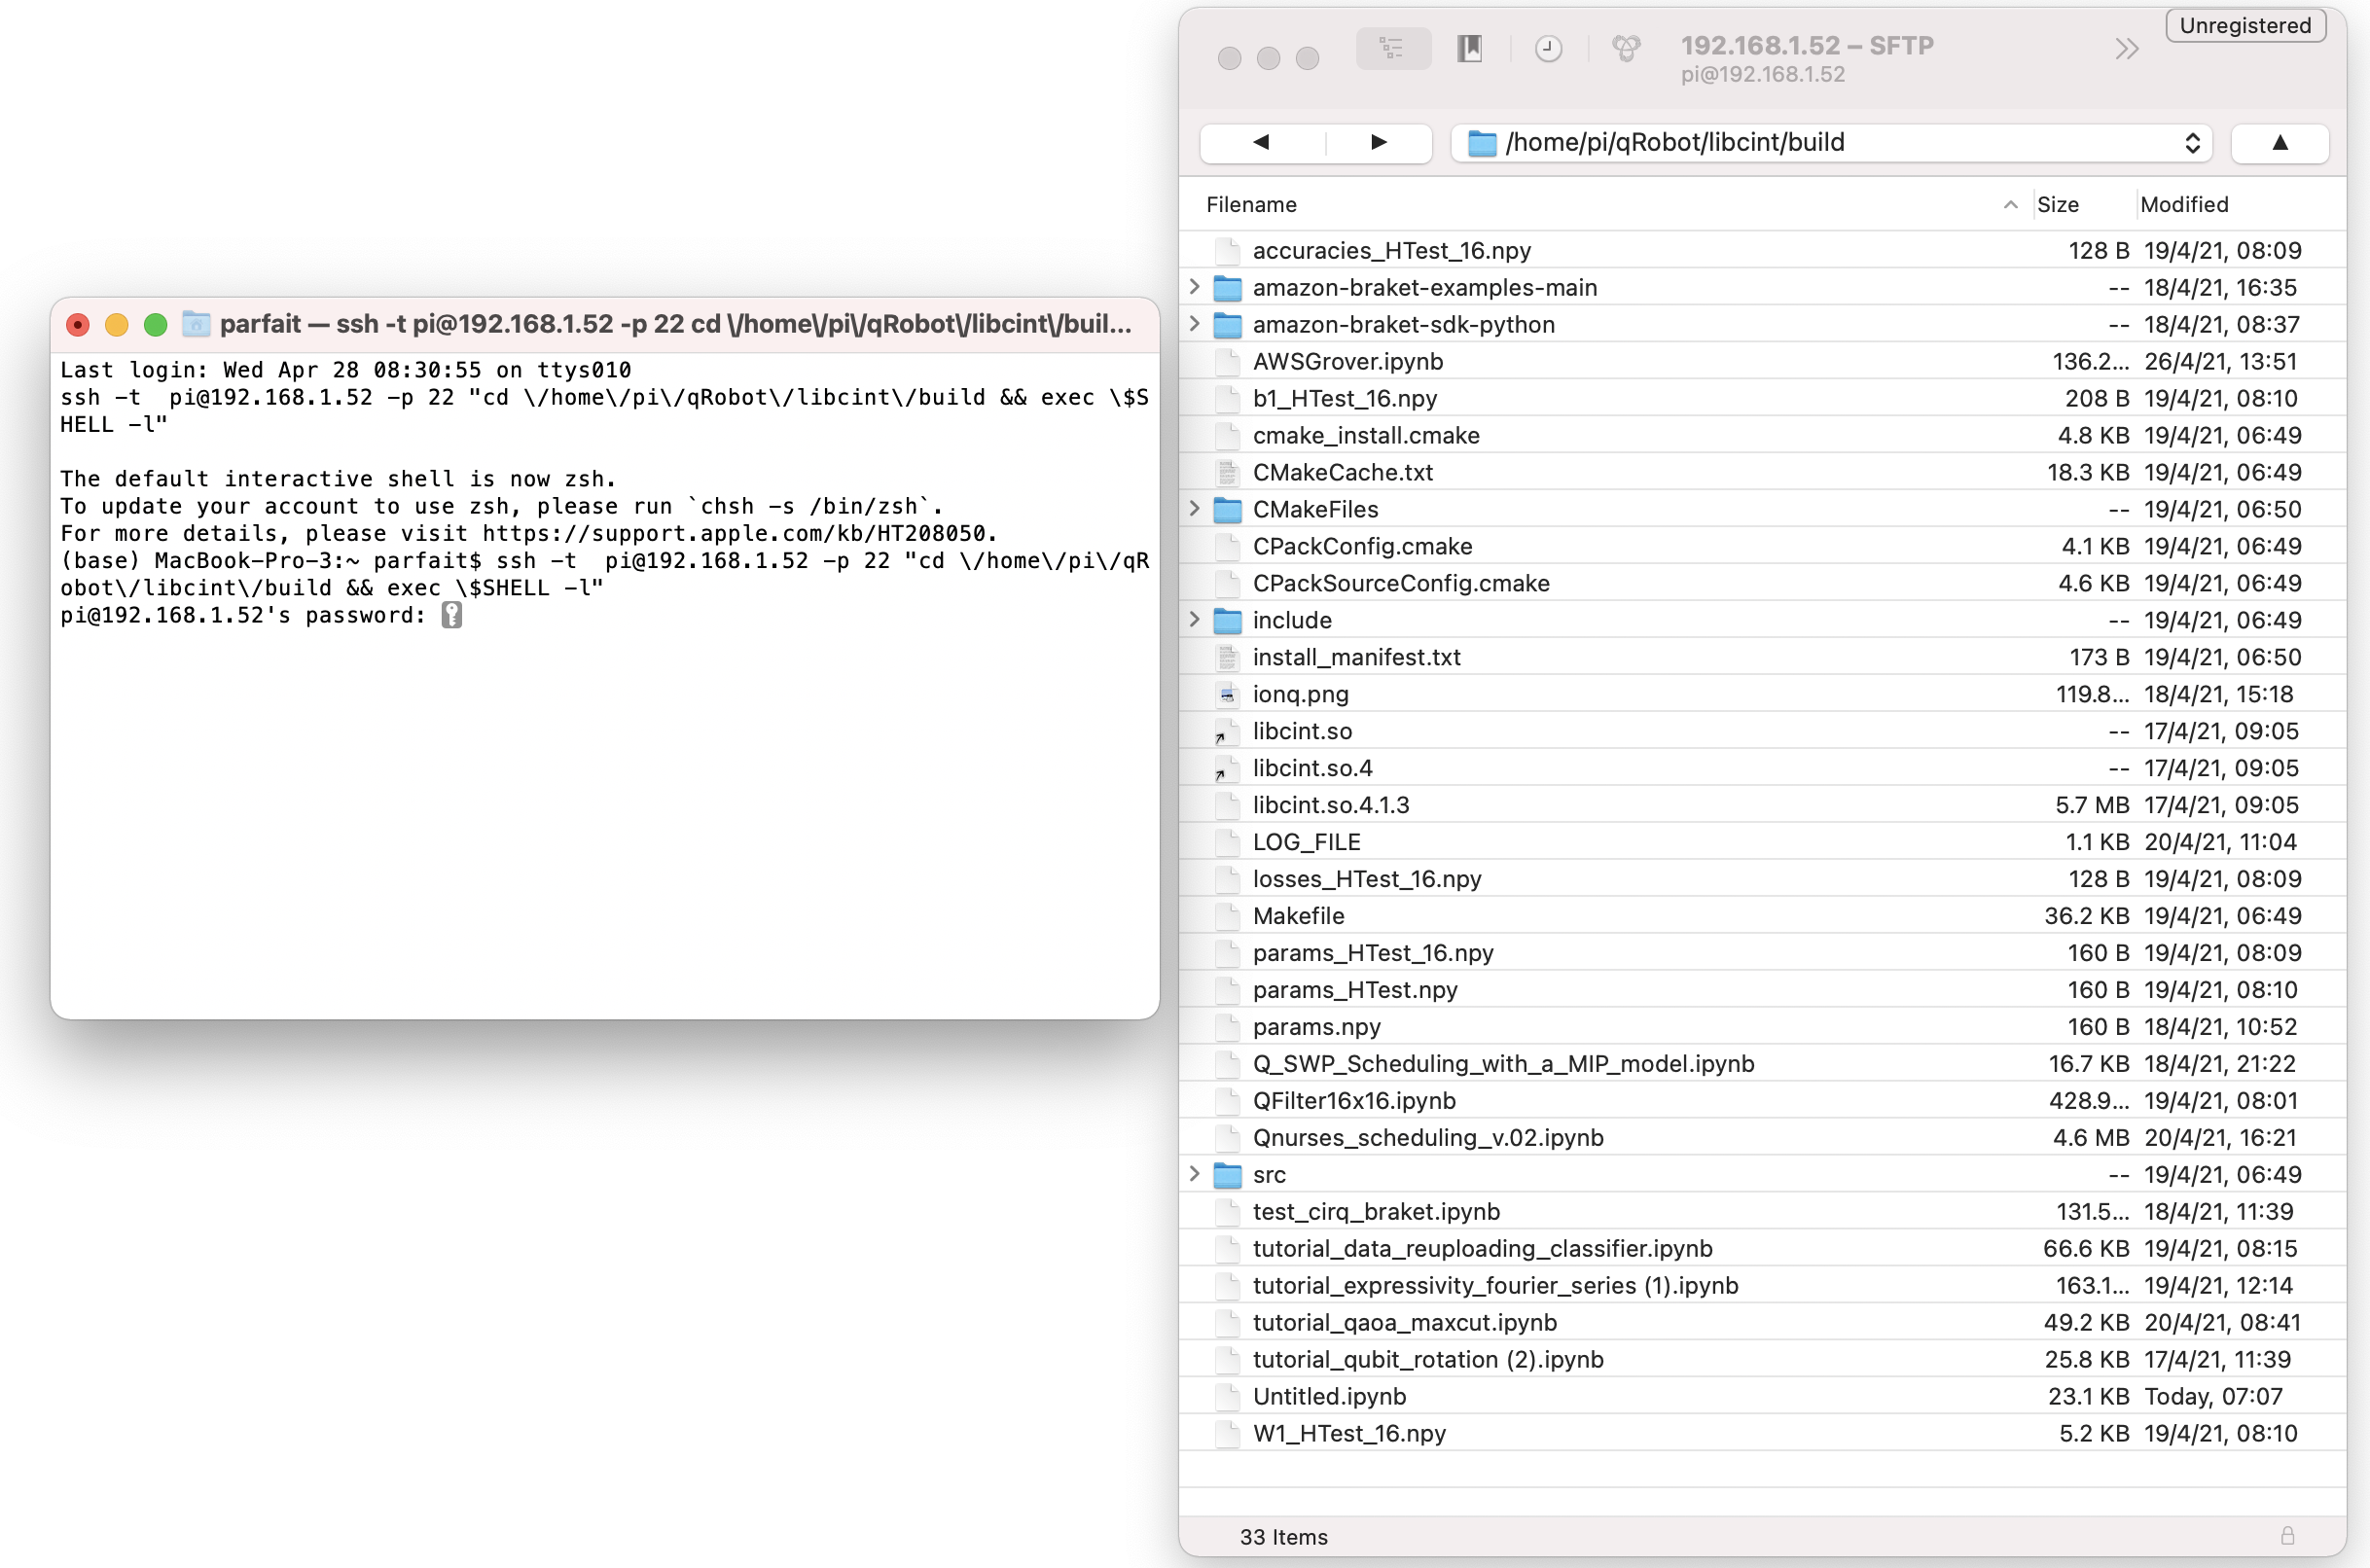 parfait — ssh -t pi@192.168.1.52 -p 22 cd \/home\/pi\/qRobot\/libcint\/buil...
Last login: Wed Apr 28 08:30:55 on ttys010
ssh -t  pi@192.168.1.52 -p 22 "cd \/home\/pi\/qRobot\/libcint\/build && exec \$S
HELL -l"
The default interactive shell is now zsh.
To update your account to use zsh, please run `chsh -s /bin/zsh`.
For more details, please visit https://support.apple.com/kb/HT208050.
(base) MacBook-Pro-3:~ parfait$ ssh -t  pi@192.168.1.52 -p 22 "cd \/home\/pi\/qR
obot\/libcint\/build && exec \$SHELL -l"
pi@192.168.1.52's password:
Unregistered
192.168.1.52 – SFTP
pi@192.168.1.52
/home/pi/qRobot/libcint/build
Filename Size Modified
accuracies_HTest_16.npy 128 B 19/4/21, 08:09
amazon-braket-examples-main -- 18/4/21, 16:35
amazon-braket-sdk-python -- 18/4/21, 08:37
AWSGrover.ipynb 136.2... 26/4/21, 13:51
b1_HTest_16.npy 208 B 19/4/21, 08:10
cmake_install.cmake 4.8 KB 19/4/21, 06:49
CMakeCache.txt 18.3 KB 19/4/21, 06:49
CMakeFiles -- 19/4/21, 06:50
CPackConfig.cmake 4.1 KB 19/4/21, 06:49
CPackSourceConfig.cmake 4.6 KB 19/4/21, 06:49
include -- 19/4/21, 06:49
install_manifest.txt 173 B 19/4/21, 06:50
ionq.png 119.8... 18/4/21, 15:18
libcint.so -- 17/4/21, 09:05
libcint.so.4 -- 17/4/21, 09:05
libcint.so.4.1.3 5.7 MB 17/4/21, 09:05
LOG_FILE 1.1 KB 20/4/21, 11:04
losses_HTest_16.npy 128 B 19/4/21, 08:09
Makefile 36.2 KB 19/4/21, 06:49
params_HTest_16.npy 160 B 19/4/21, 08:09
params_HTest.npy 160 B 19/4/21, 08:10
params.npy 160 B 18/4/21, 10:52
Q_SWP_Scheduling_with_a_MIP_model.ipynb 16.7 KB 18/4/21, 21:22
QFilter16x16.ipynb 428.9... 19/4/21, 08:01
Qnurses_scheduling_v.02.ipynb 4.6 MB 20/4/21, 16:21
src -- 19/4/21, 06:49
test_cirq_braket.ipynb 131.5... 18/4/21, 11:39
tutorial_data_reuploading_classifier.ipynb 66.6 KB 19/4/21, 08:15
tutorial_expressivity_fourier_series (1).ipynb 163.1... 19/4/21, 12:14
tutorial_qaoa_maxcut.ipynb 49.2 KB 20/4/21, 08:41
tutorial_qubit_rotation (2).ipynb 25.8 KB 17/4/21, 11:39
Untitled.ipynb 23.1 KB Today, 07:07
W1_HTest_16.npy 5.2 KB 19/4/21, 08:10
33 Items